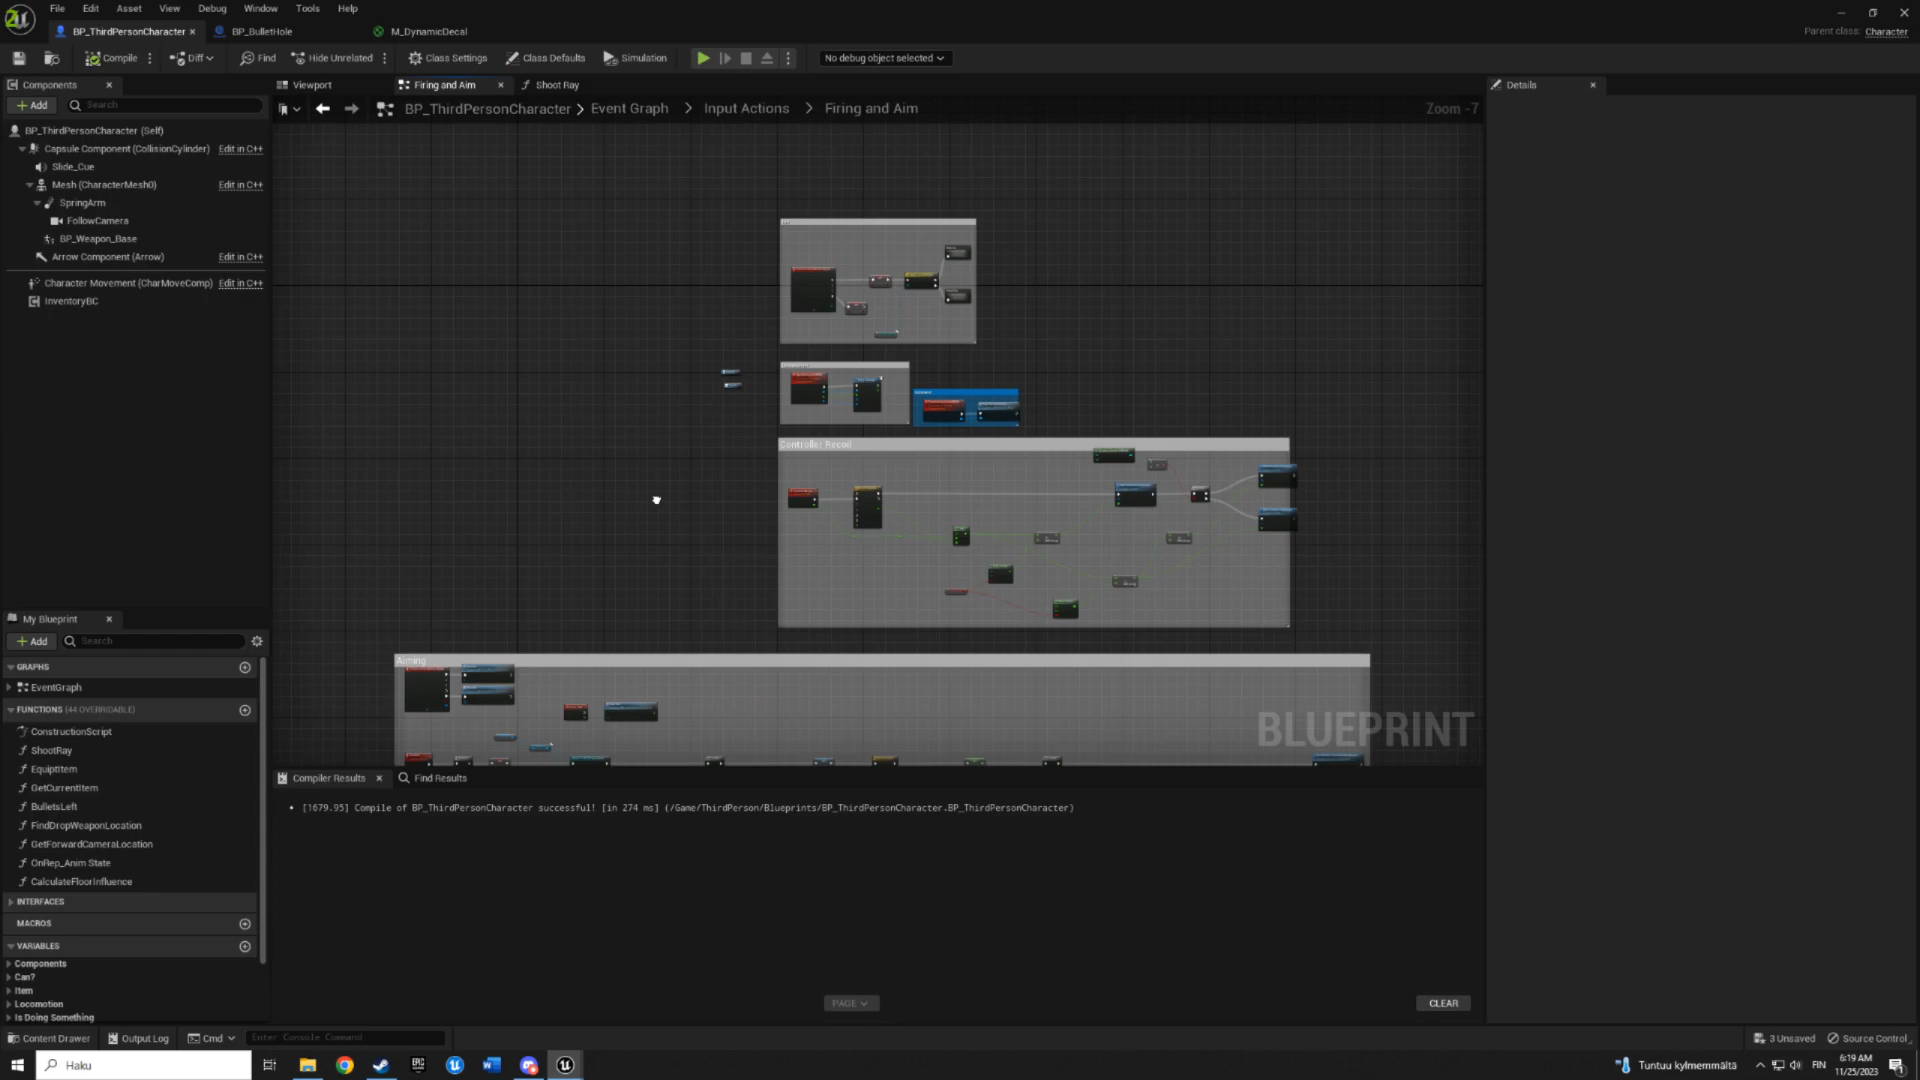 File Edit Asset View Debug Window Tools Help
BP_ThirdPersonCharacter BP_BulletHole M_DynamicDecal
Parent class: Character
Compile Diff Find Hide Unrelated Class Settings Class Defaults Simulation No debug object selected
Components
Viewport Firing and Aim Shoot Ray
Details
+ Add Search
BP_ThirdPersonCharacter > Event Graph > Input Actions > Firing and Aim
Zoom -7
BP_ThirdPersonCharacter (Self)
Capsule Component (CollisionCylinder) Edit in C++
Slide_Cue
Mesh (CharacterMesh0) Edit in C++
SpringArm
FollowCamera
BP_Weapon_Base
Arrow Component (Arrow) Edit in C++
Character Movement (CharMoveComp) Edit in C++
InventoryBC
Controller Recoil
Aiming
BLUEPRINT
My Blueprint
+ Add Search
GRAPHS
EventGraph
FUNCTIONS (44 OVERRIDABLE)
ConstructionScript
ShootRay
EquipItem
GetCurrentItem
BulletsLeft
FindDropWeaponLocation
GetForwardCameraLocation
OnRep_Anim State
CalculateFloorInfluence
INTERFACES
MACROS
VARIABLES
Components
Can?
Item
Locomotion
Is Doing Something
Compiler Results Find Results
[1679.95] Compile of BP_ThirdPersonCharacter successful! [in 274 ms] (/Game/ThirdPerson/Blueprints/BP_ThirdPersonCharacter.BP_ThirdPersonCharacter)
PAGE
CLEAR
Content Drawer Output Log Cmd Enter Console Command
3 Unsaved Source Control
Haku
EPIC
Tuntuu kylmemmältä
FIN
6:19 AM
11/25/2023